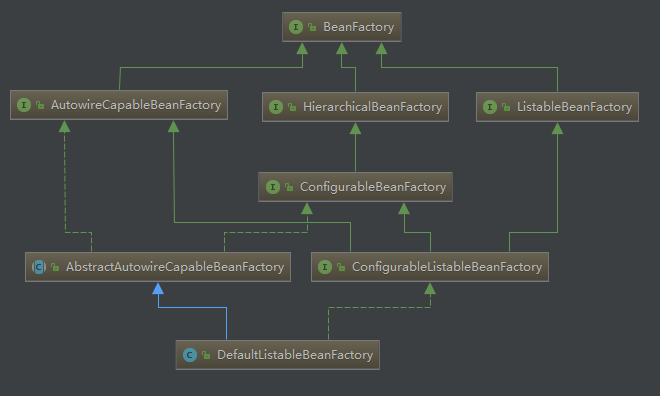 BeanFactory
AutowireCapableBeanFactory
HierarchicalBeanFactory
ListableBeanFactory
ConfigurableBeanFactory
AbstractAutowireCapableBeanFactory
ConfigurableListableBeanFactory
DefaultListableBeanFactory